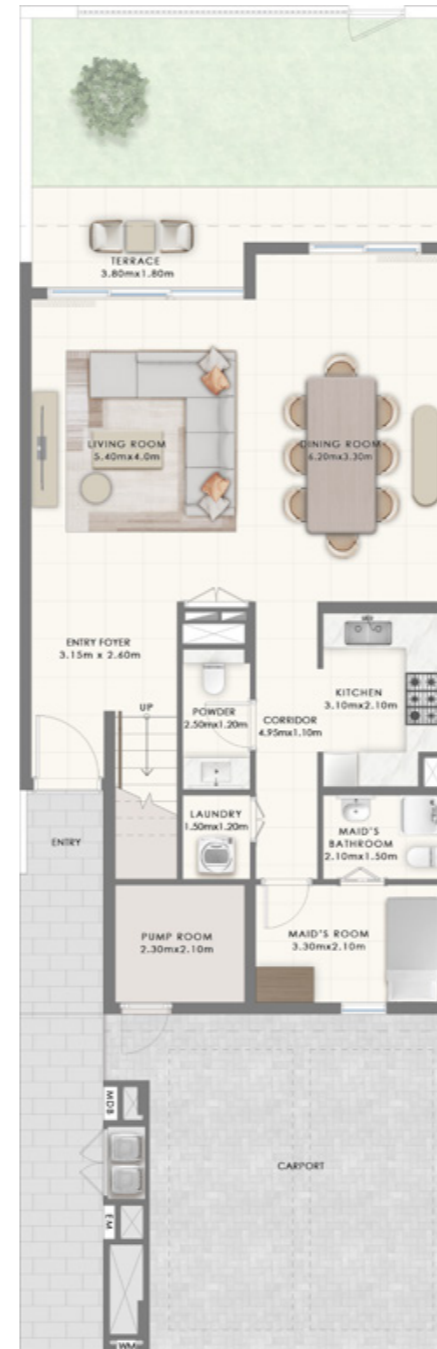 TERRACE
3.80mx1.80m
LIVING ROOM
5.40mx4.0m
DINING ROOM
6.20mx3.30m
ENTRY FOYER
3.15m x 2.60m
UP
POWDER
2.50mx1.20m
CORRIDOR
4.95mx1.10m
KITCHEN
3.10mx2.10m
LAUNDRY
1.50mx1.20m
MAID'S
BATHROOM
2.10mx1.50m
ENTRY
PUMP ROOM
2.30mx2.10m
MAID'S ROOM
3.30mx2.10m
MDB
CARPORT
EM
WM